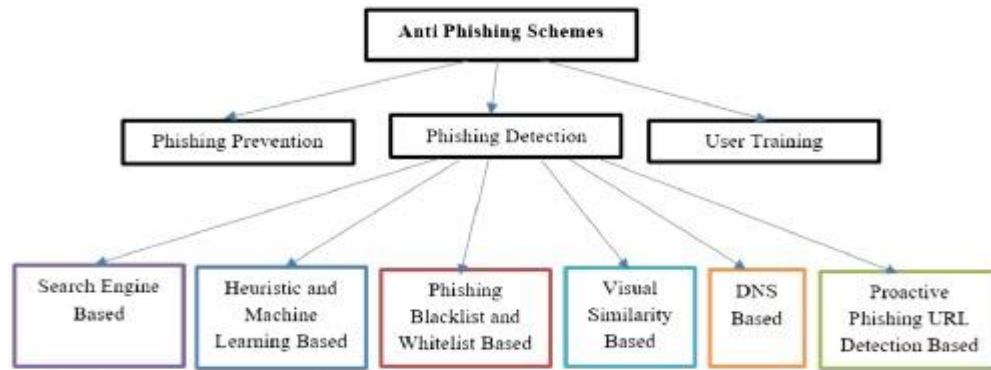 Anti Phishing Schemes
Phishing Prevention
Phishing Detection
User Training
Search Engine
Based
Heuristic and
Machine
Learning Based
Phishing
Blacklist and
Whitelist Based
Visual
Similarity
Based
DNS
Based
Proactive
Phishing URL
Detection Based